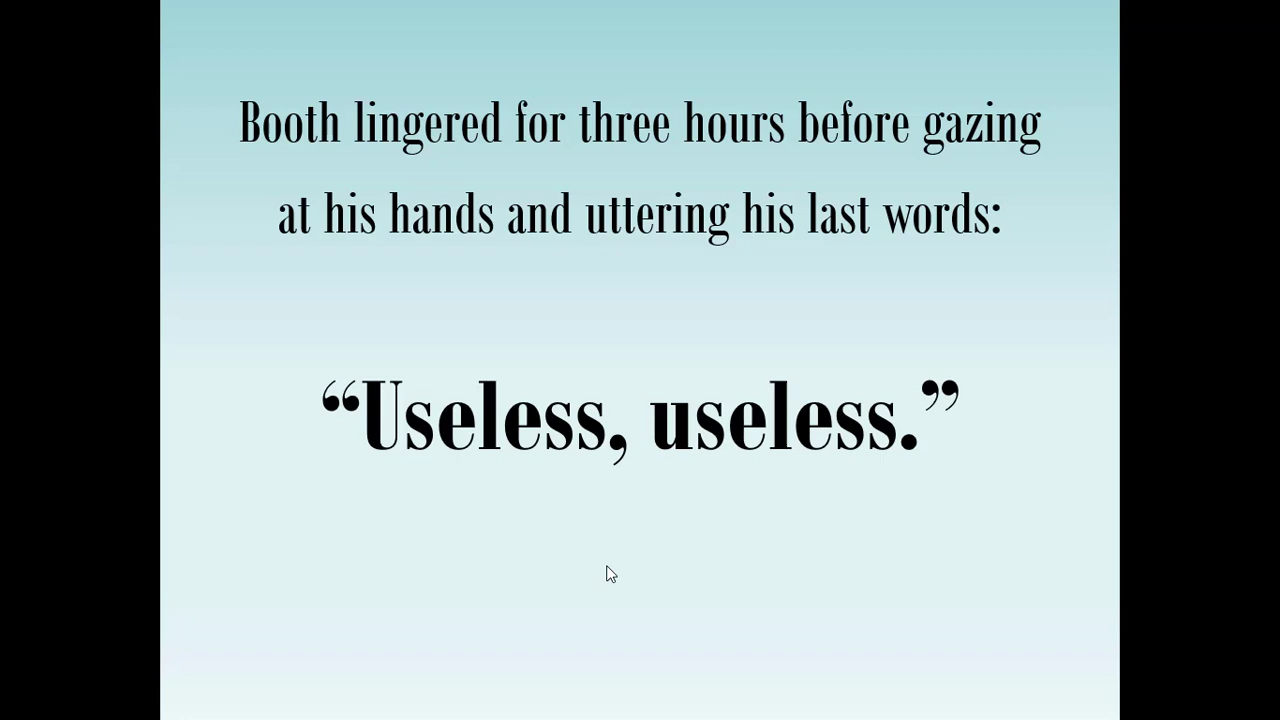 Booth lingered for three hours before gazing
at his hands and uttering his last words:
“Useless, useless.”